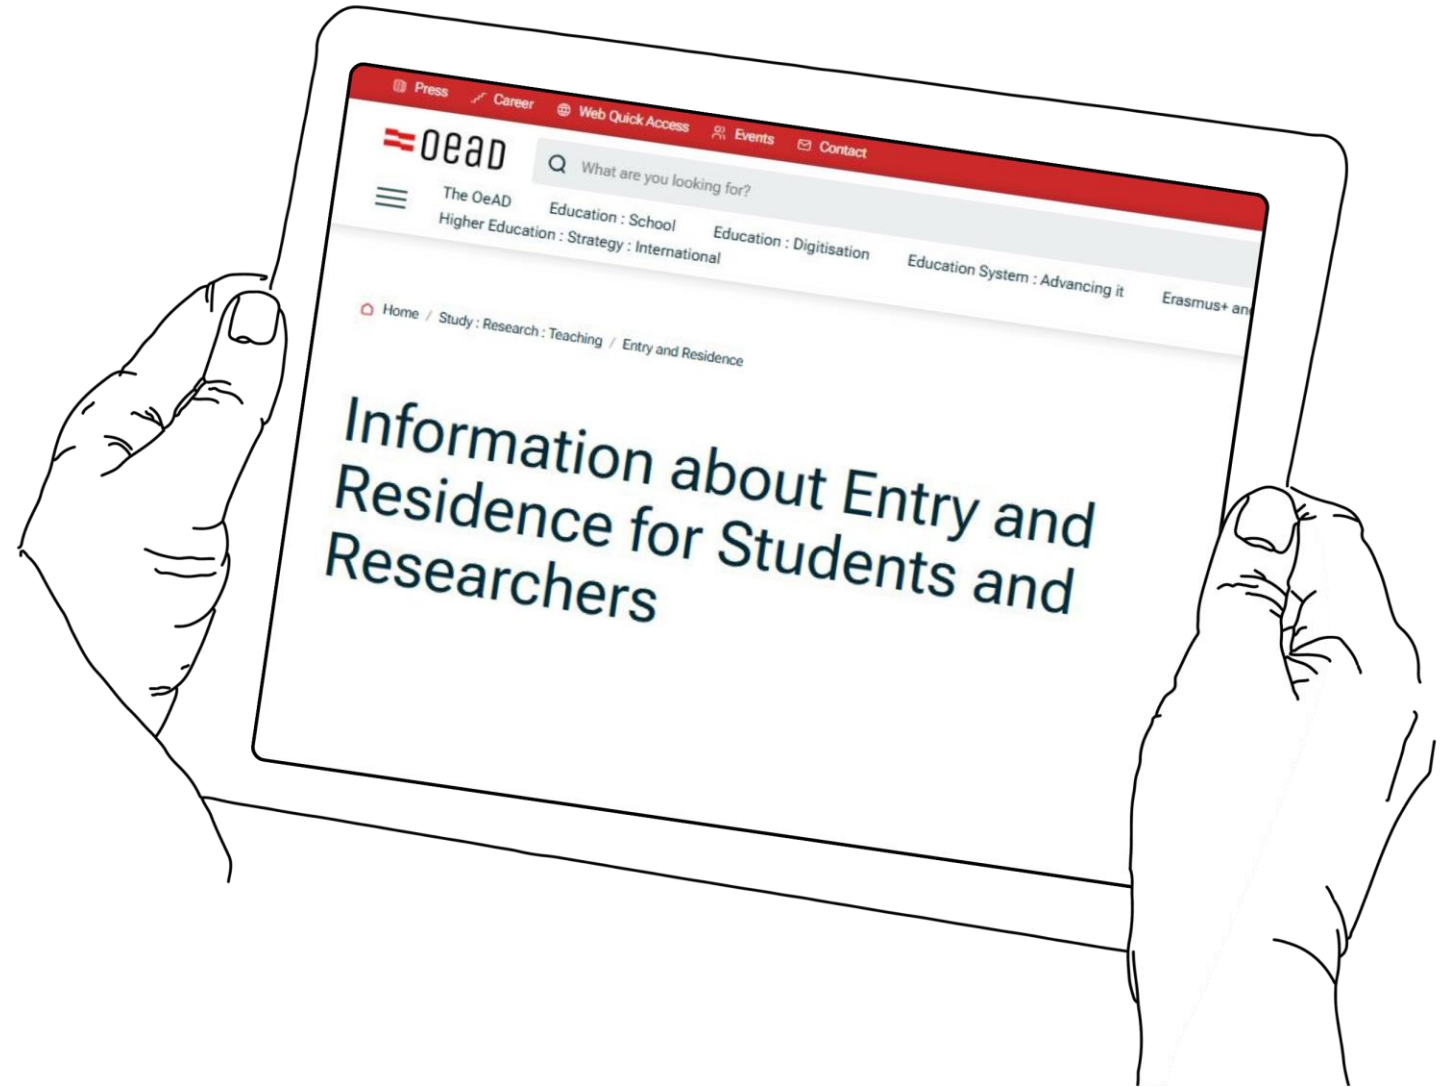 Press Career Web Quick Access Events Contact
oead
What are you looking for?
The OeAD Education : School Education : Digitisation Education System : Advancing it Erasmus+ an
Higher Education : Strategy : International
Home / Study : Research : Teaching / Entry and Residence
Information about Entry and
Residence for Students and
Researchers